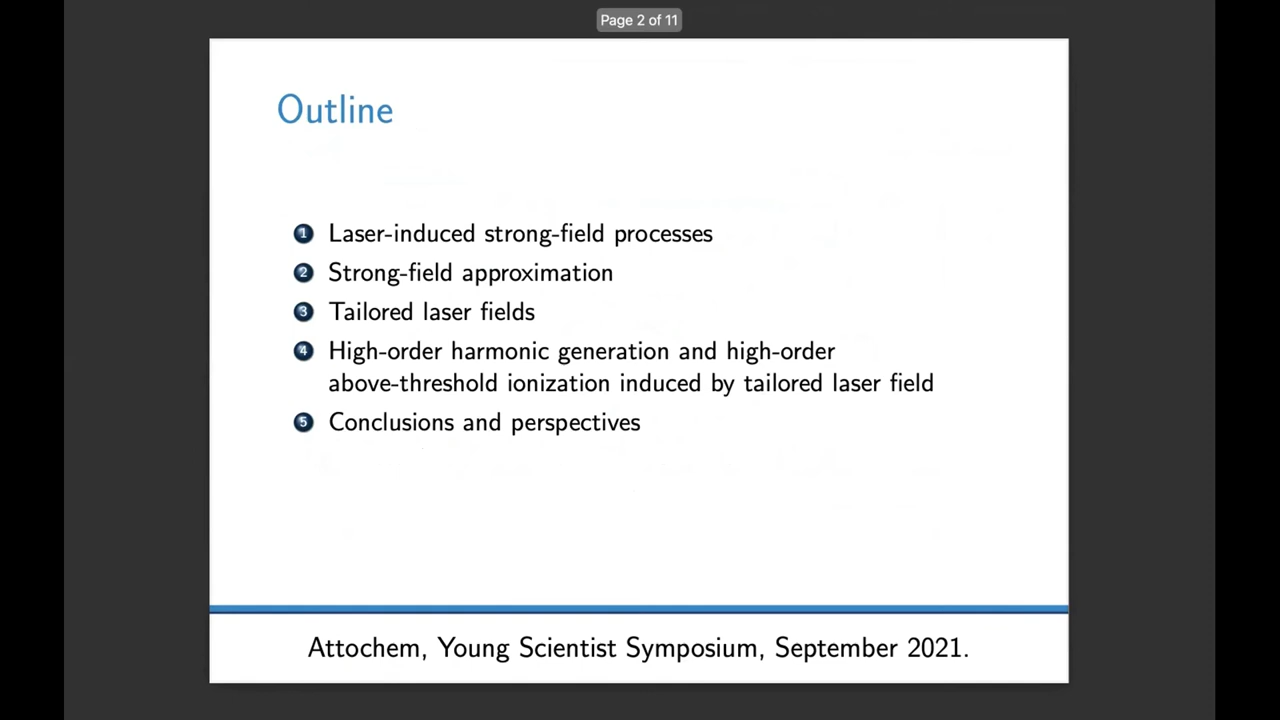 Page 2 of 11
Outline
1 Laser-induced strong-field processes
2 Strong-field approximation
3 Tailored laser fields
4 High-order harmonic generation and high-order
above-threshold ionization induced by tailored laser field
5 Conclusions and perspectives
Attochem, Young Scientist Symposium, September 2021.